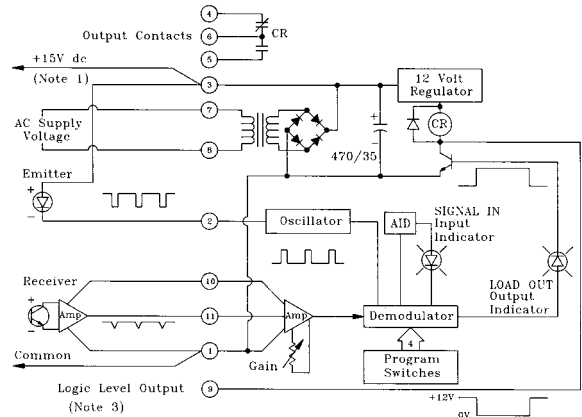 4
Output Contacts 6 CR
5
+15V dc
(Note 1)
3
12 Volt
Regulator
AC Supply
Voltage
7
8
+
470/35
−
CR
Emitter
+
−
2
Oscillator
AID
SIGNAL IN
Input
Indicator
LOAD OUT
Output
Indicator
Receiver
+
−
Amp
10
11
1
Amp
Gain
Demodulator
4
Program
Switches
Common
Logic Level Output
(Note 3)
9
+12V
0V